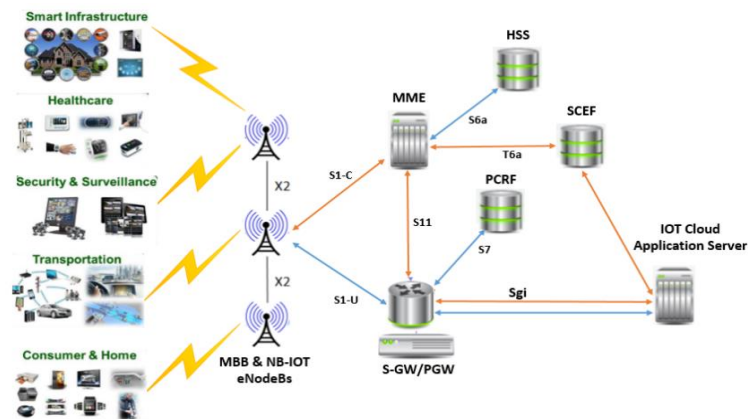 Smart Infrastructure
Healthcare
Security & Surveillance
Transportation
Consumer & Home
X2
X2
MBB & NB-IOT
eNodeBs
S1-C
S1-U
MME
S11
S6a
HSS
T6a
SCEF
PCRF
S7
Sgi
S-GW/PGW
IOT Cloud
Application Server